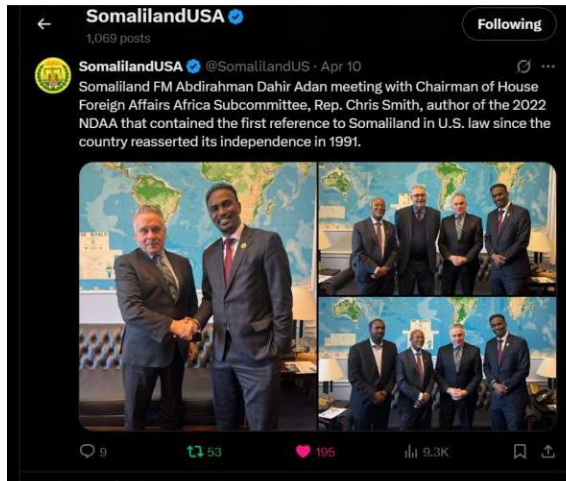 SomalilandUSA
1,069 posts
Following
SomalilandUSA @SomalilandUS · Apr 10
Somaliland FM Abdirahman Dahir Adan meeting with Chairman of House
Foreign Affairs Africa Subcommittee, Rep. Chris Smith, author of the 2022
NDAA that contained the first reference to Somaliland in U.S. law since the
country reasserted its independence in 1991.
9
53
195
9.3K